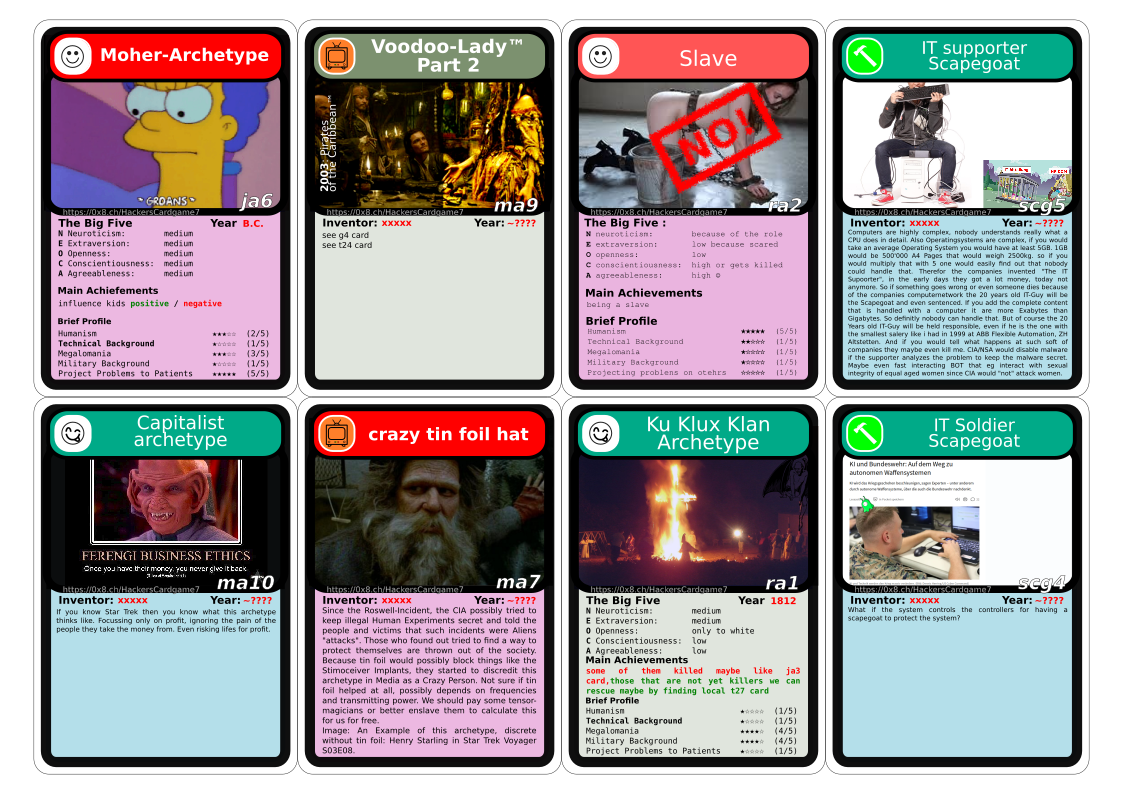 Moher-Archetype
*GROANS*
ja6
https://0x8.ch/HackersCardgame7
The Big Five Year B.C.
N Neuroticism: medium
E Extraversion: medium
O Openness: medium
C Conscientiousness: medium
A Agreeableness: medium
Main Achiefements
influence kids positive / negative
Brief Profile
Humanism ★★★☆☆ (2/5)
Technical Background ★☆☆☆☆ (1/5)
Megalomania ★★★☆☆ (3/5)
Military Background ★☆☆☆☆ (1/5)
Project Problems to Patients ★★★★★ (5/5)
Voodoo-Lady™
Part 2
2003: Pirates
of the Caribbean™
ma9
https://0x8.ch/HackersCardgame7
Inventor: xxxxx Year: ~????
see g4 card
see t24 card
Slave
NO!
ra2
https://0x8.ch/HackersCardgame7
The Big Five :
N neuroticism: because of the role
E extraversion: low because scared
O openness: low
C conscientiousness: high or gets killed
A agreeableness: high ☹
Main Achievements
being a slave
Brief Profile
Humanism ★★★★★ (5/5)
Technical Background ★★☆☆☆ (1/5)
Megalomania ★☆☆☆☆ (1/5)
Military Background ★☆☆☆☆ (1/5)
Projecting problens on otehrs ☆☆☆☆☆ (1/5)
IT supporter
Scapegoat
scg5
https://0x8.ch/HackersCardgame7
Inventor: xxxxx Year: ~????
Computers are highly complex, nobody understands really what a
CPU does in detail. Also Operatingsystems are complex, if you would
take an average Operating System you would have at least 5GB. 1GB
would be 500'000 A4 Pages that would weigh 2500kg. so if you
would multiply that with 5 one would easily find out that nobody
could handle that. Therefor the companies invented "The IT
Supoorter", in the early days they got a lot money, today not
anymore. So if something goes wrong or even someone dies because
of the companies computernetwork the 20 years old IT-Guy will be
the Scapegoat and even sentenced. If you add the complete content
that is handled with a computer it are more Exabytes than
Gigabytes. So definitly nobody can handle that. But of course the 20
Years old IT-Guy will be held responsible, even if he is the one with
the smallest salery like i had in 1999 at ABB Flexible Automation, ZH
Altstetten. And if you would tell what happens at such soft of
companies they maybe even kill me. CIA/NSA would disable malware
if the supporter analyzes the problem to keep the malware secret.
Maybe even fast interacting BOT that eg interact with sexual
integrity of equal aged women since CIA would "not" attack women.
Capitalist
archetype
FERENGI BUSINESS ETHICS
Once you have their money, you never give it back.
ma10
https://0x8.ch/HackersCardgame7
Inventor: xxxxx Year: ~????
If you know Star Trek then you know what this archetype
thinks like. Focussing only on profit, ignoring the pain of the
people they take the money from. Even risking lifes for profit.
crazy tin foil hat
ma7
https://0x8.ch/HackersCardgame7
Inventor: xxxxx Year: ~????
Since the Roswell-Incident, the CIA possibly tried to
keep illegal Human Experiments secret and told the
people and victims that such incidents were Aliens
"attacks". Those who found out tried to find a way to
protect themselves are thrown out of the society.
Because tin foil would possibly block things like the
Stimoceiver Implants, they started to discredit this
archetype in Media as a Crazy Person. Not sure if tin
foil helped at all, possibly depends on frequencies
and transmitting power. We should pay some tensor-
magicians or better enslave them to calculate this
for us for free.
Image: An Example of this archetype, discrete
without tin foil: Henry Starling in Star Trek Voyager
S03E08.
Ku Klux Klan
Archetype
ra1
https://0x8.ch/HackersCardgame7
The Big Five Year 1812
N Neuroticism: medium
E Extraversion: medium
O Openness: only to white
C Conscientiousness: low
A Agreeableness: low
Main Achievements
some of them killed maybe like ja3
card,those that are not yet killers we can
rescue maybe by finding local t27 card
Brief Profile
Humanism ★☆☆☆☆ (1/5)
Technical Background ★☆☆☆☆ (1/5)
Megalomania ★★★★☆ (4/5)
Military Background ★★★★☆ (4/5)
Project Problems to Patients ★☆☆☆☆ (1/5)
IT Soldier
Scapegoat
KI und Bundeswehr: Auf dem Weg zu
autonomen Waffensystemen
scg4
https://0x8.ch/HackersCardgame7
Inventor: xxxxx Year: ~????
What if the system controls the controllers for having a
scapegoat to protect the system?